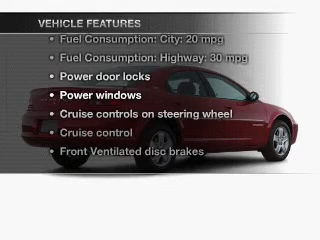 VEHICLE FEATURES
• Fuel Consumption: City: 20 mpg
• Fuel Consumption: Highway: 30 mpg
• Power door locks
• Power windows
• Cruise controls on steering wheel
• Cruise control
• Front Ventilated disc brakes